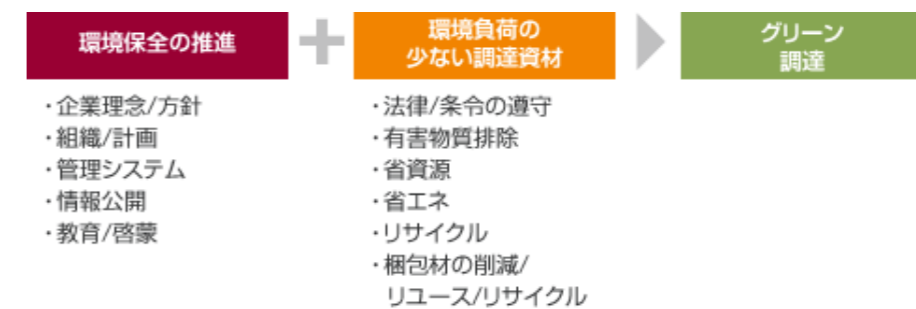 環境保全の推進
環境負荷の
少ない調達資材
グリーン
調達
・企業理念/方針
・組織/計画
・管理システム
・情報公開
・教育/啓蒙
・法律/条令の遵守
・有害物質排除
・省資源
・省エネ
・リサイクル
・梱包材の削減/
リユース/リサイクル